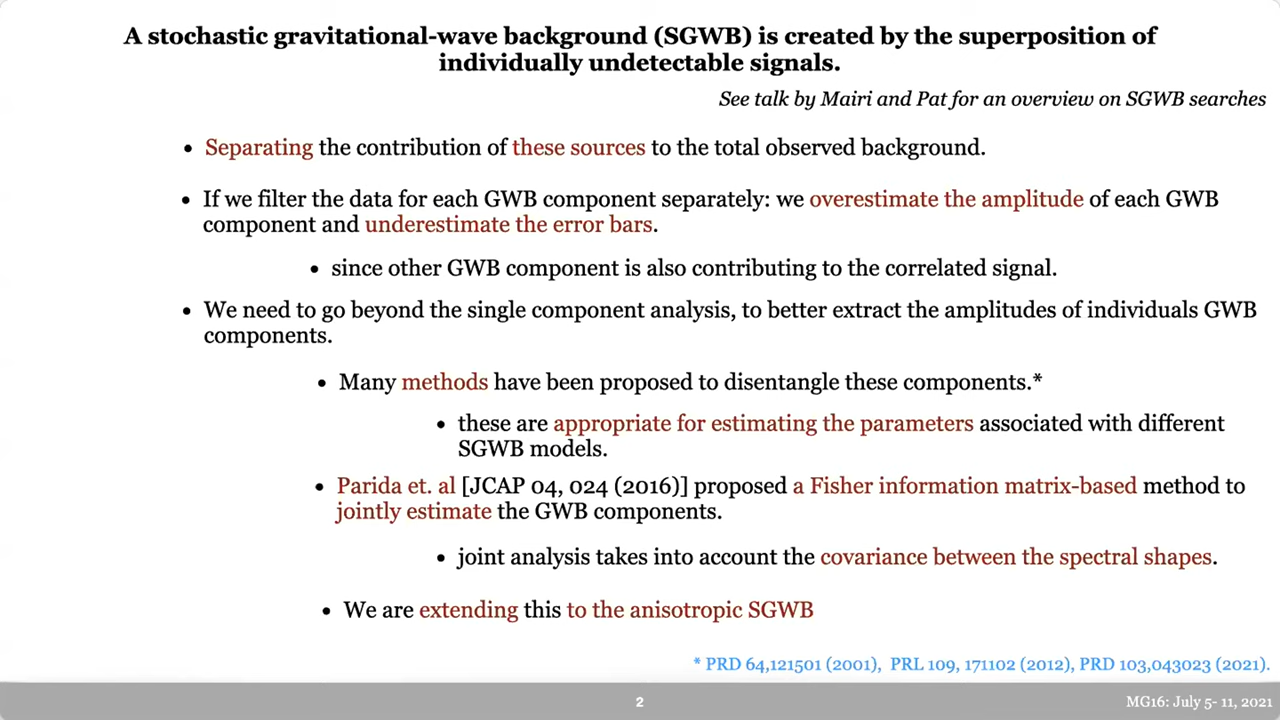 A stochastic gravitational-wave background (SGWB) is created by the superposition of
individually undetectable signals.
See talk by Mairi and Pat for an overview on SGWB searches
• Separating the contribution of these sources to the total observed background.
• If we filter the data for each GWB component separately: we overestimate the amplitude of each GWB
component and underestimate the error bars.
• since other GWB component is also contributing to the correlated signal.
• We need to go beyond the single component analysis, to better extract the amplitudes of individuals GWB
components.
• Many methods have been proposed to disentangle these components.*
• these are appropriate for estimating the parameters associated with different
SGWB models.
• Parida et. al [JCAP 04, 024 (2016)] proposed a Fisher information matrix-based method to
jointly estimate the GWB components.
• joint analysis takes into account the covariance between the spectral shapes.
• We are extending this to the anisotropic SGWB
* PRD 64,121501 (2001), PRL 109, 171102 (2012), PRD 103,043023 (2021).
2
MG16: July 5- 11, 2021